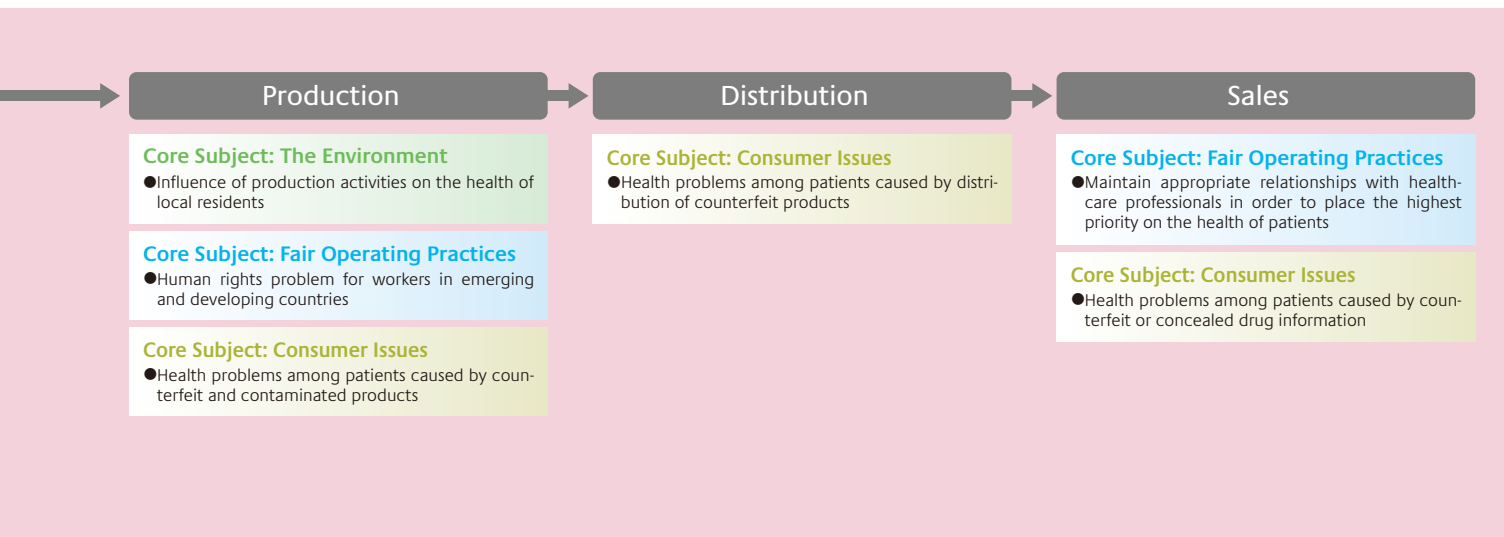 Production
Core Subject: The Environment
●Influence of production activities on the health of
local residents
Core Subject: Fair Operating Practices
●Human rights problem for workers in emerging
and developing countries
Core Subject: Consumer Issues
●Health problems among patients caused by coun-
terfeit and contaminated products
Distribution
Core Subject: Consumer Issues
●Health problems among patients caused by distri-
bution of counterfeit products
Sales
Core Subject: Fair Operating Practices
●Maintain appropriate relationships with health-
care professionals in order to place the highest
priority on the health of patients
Core Subject: Consumer Issues
●Health problems among patients caused by coun-
terfeit or concealed drug information